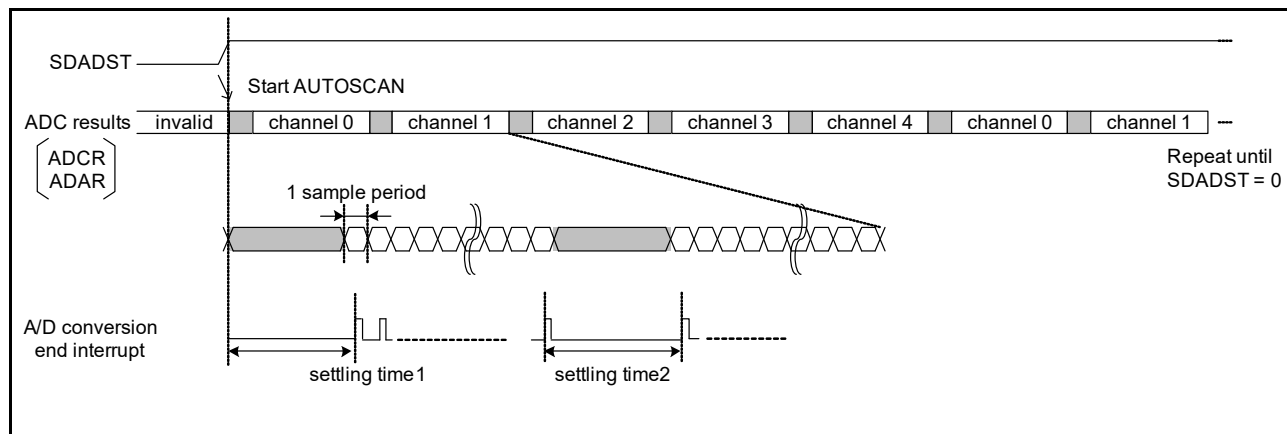 SDADST
Start AUTOSCAN
ADC results invalid channel 0 channel 1 channel 2 channel 3 channel 4 channel 0 channel 1
ADCR
ADAR
Repeat until
SDADST = 0
1 sample period
A/D conversion
end interrupt
settling time1 settling time2